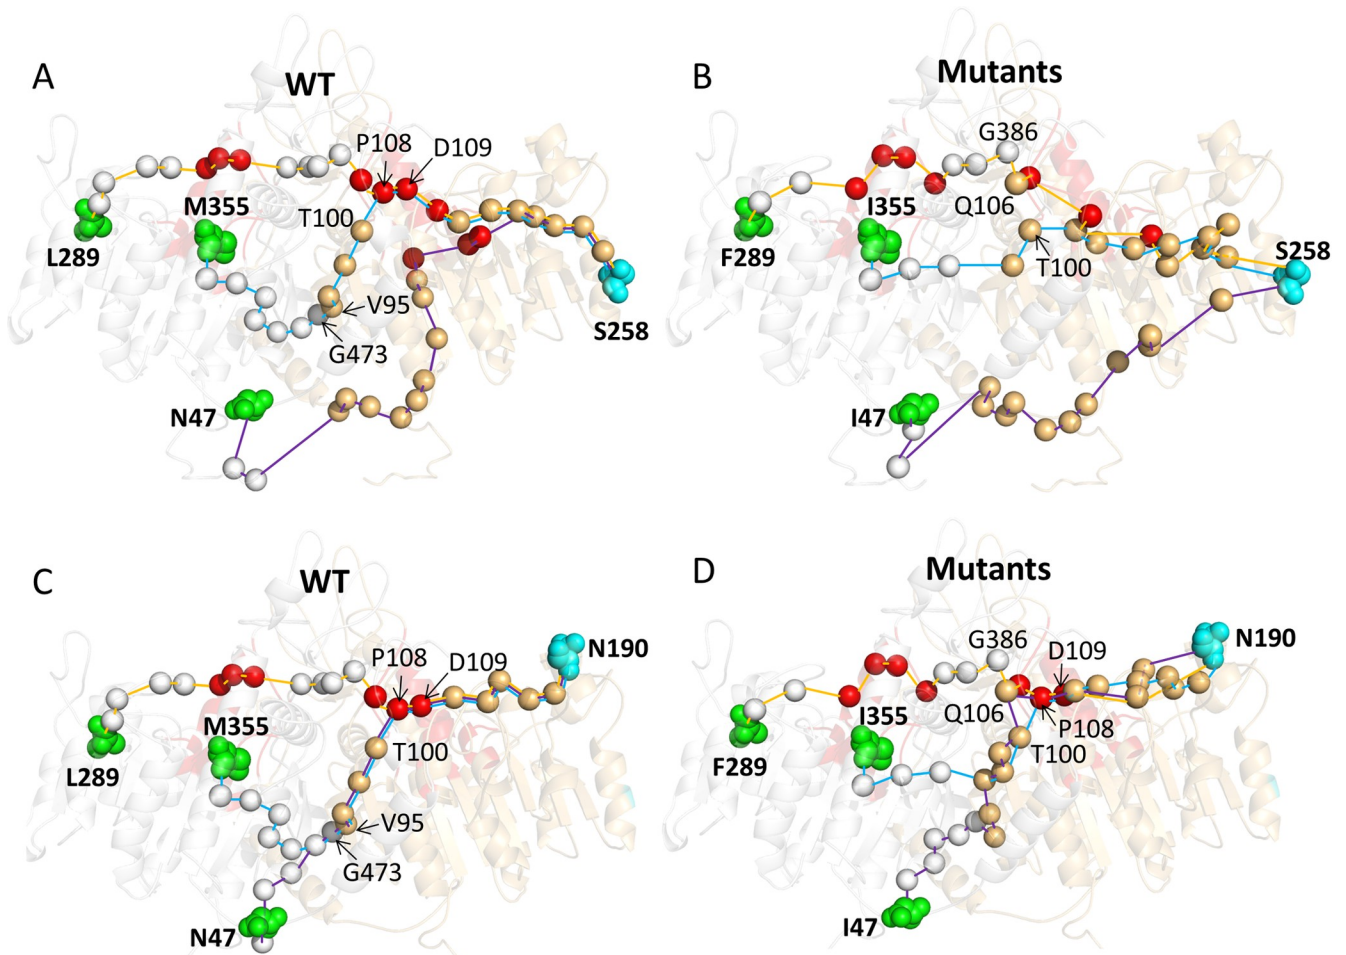 A
WT
P108
D109
M355
T100
L289
V95
G473
S258
N47
B
Mutants
G386
I355
Q106
F289
T100
S258
I47
C
WT
P108
D109
N190
M355
T100
L289
V95
G473
N47
D
Mutants
G386
D109
N190
I355
Q106
P108
T100
F289
I47